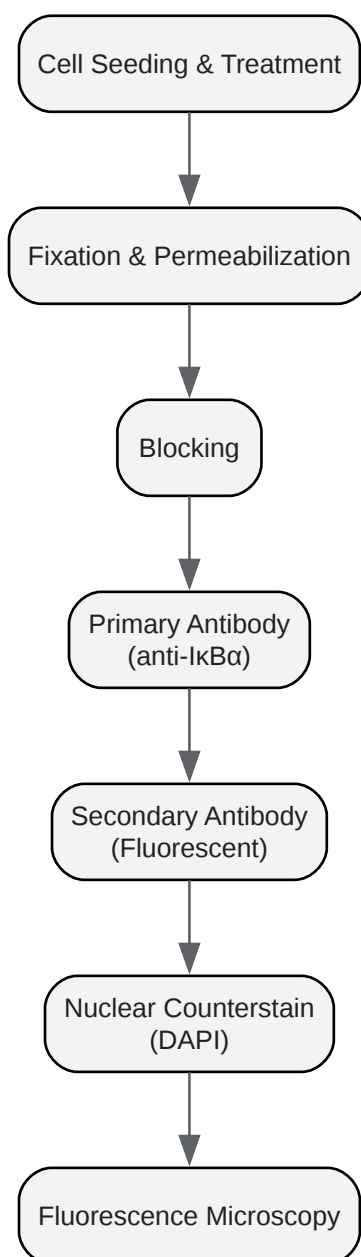 Cell Seeding & Treatment
Fixation & Permeabilization
Blocking
Primary Antibody
(anti-IκBα)
Secondary Antibody
(Fluorescent)
Nuclear Counterstain
(DAPI)
Fluorescence Microscopy